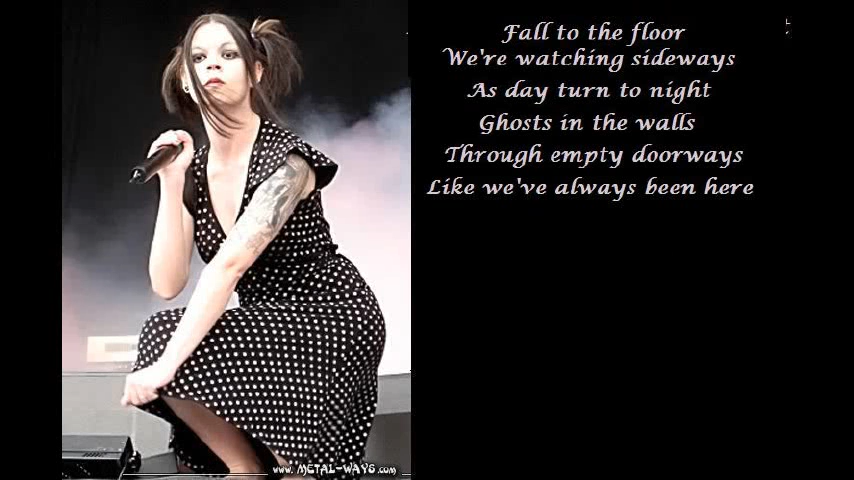 Fall to the floor
We're watching sideways
As day turn to night
Ghosts in the walls
Through empty doorways
Like we've always been here
www.METAL-WAYS.com